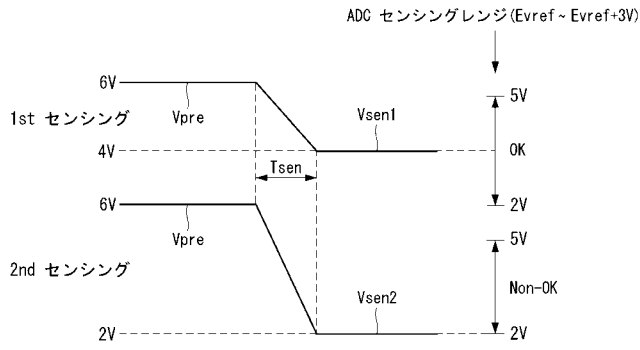 ADC センシングレンジ(Evref~Evref+3V)
6V
5V
1st センシング
Vpre
Vsen1
4V
OK
Tsen
6V
2V
Vpre
5V
2nd センシング
Vsen2
Non-OK
2V
2V